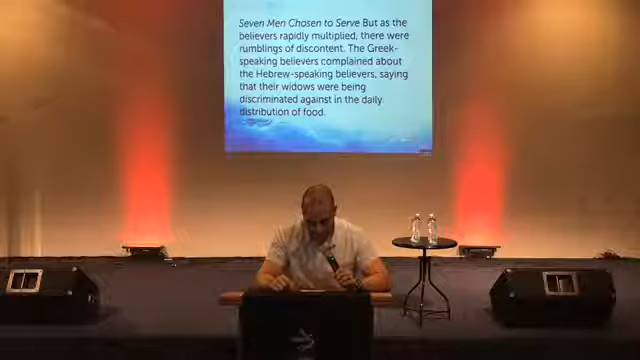 Seven Men Chosen to Serve But as the
believers rapidly multiplied, there were
rumblings of discontent. The Greek-
speaking believers complained about
the Hebrew-speaking believers, saying
that their widows were being
discriminated against in the daily
distribution of food.